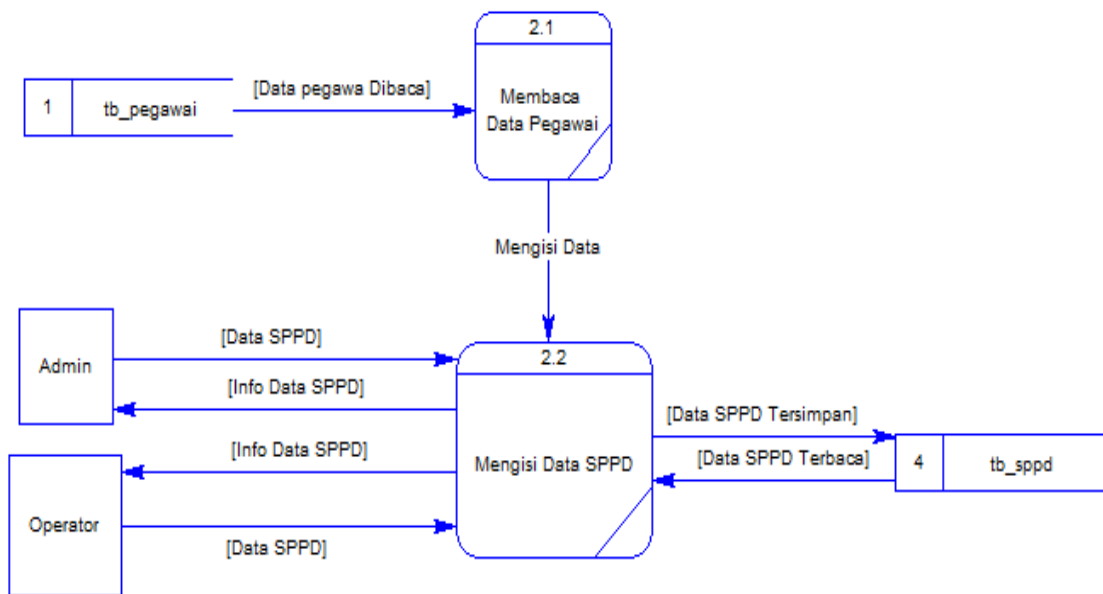 2.1
[Data pegawa Dibaca]
1
tb_pegawai
Membaca
Data Pegawai
Mengisi Data
[Data SPPD]
2.2
Admin
[Info Data SPPD]
[Data SPPD Tersimpan]
[Info Data SPPD]
[Data SPPD Terbaca]
Mengisi Data SPPD
4
tb_sppd
Operator
[Data SPPD]